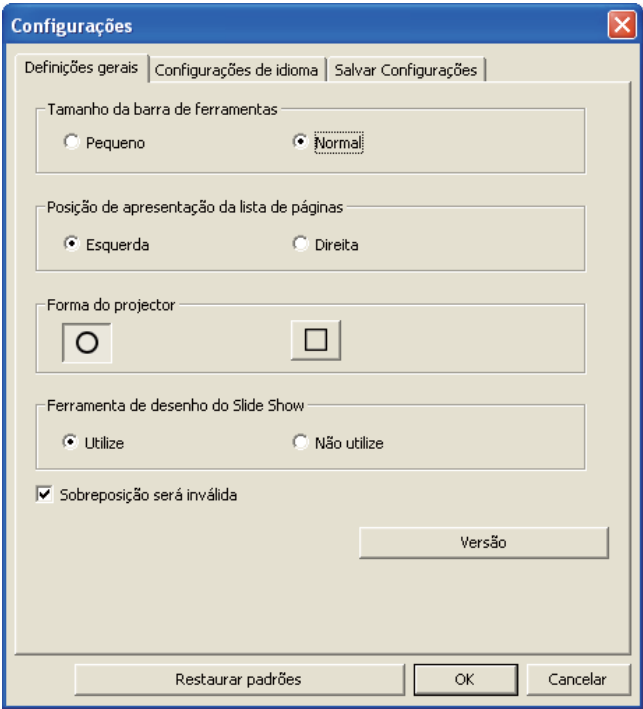 Configurações
Definições gerais Configurações de idioma Salvar Configurações
Tamanho da barra de ferramentas
Pequeno Normal
Posição de apresentação da lista de páginas
Esquerda Direita
Forma do projector
Ferramenta de desenho do Slide Show
Utilize Não utilize
Sobreposição será inválida
Versão
Restaurar padrões OK Cancelar